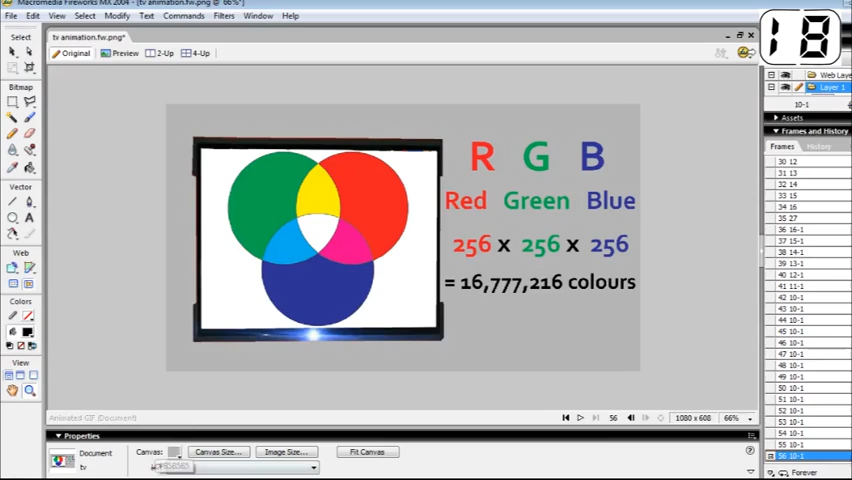 Macromedia Fireworks MX 2004 - [tv animation.fw.png @ 66%*]
File Edit View Select Modify Text Commands Filters Window Help
18
tv animation.fw.png*
Original Preview 2-Up 4-Up
Select
Bitmap
Vector
Web
Colors
View
R G B
Red Green Blue
256 x 256 x 256
= 16,777,216 colours
Web Layer
Layer 1
10-1
Assets
Frames and History
Frames History
30 12
31 13
32 14
33 15
34 16
35 27
36 16-1
37 15-1
38 14-1
39 13-1
40 12-1
41 11-1
42 10-1
43 10-1
44 10-1
45 10-1
46 10-1
47 10-1
48 10-1
49 10-1
50 10-1
51 10-1
52 10-1
53 10-1
54 10-1
55 10-1
56 10-1
Forever
Animated GIF (Document)
56
1080 x 608
66%
Properties
Document
tv
Canvas:
Canvas Size...
Image Size...
Fit Canvas